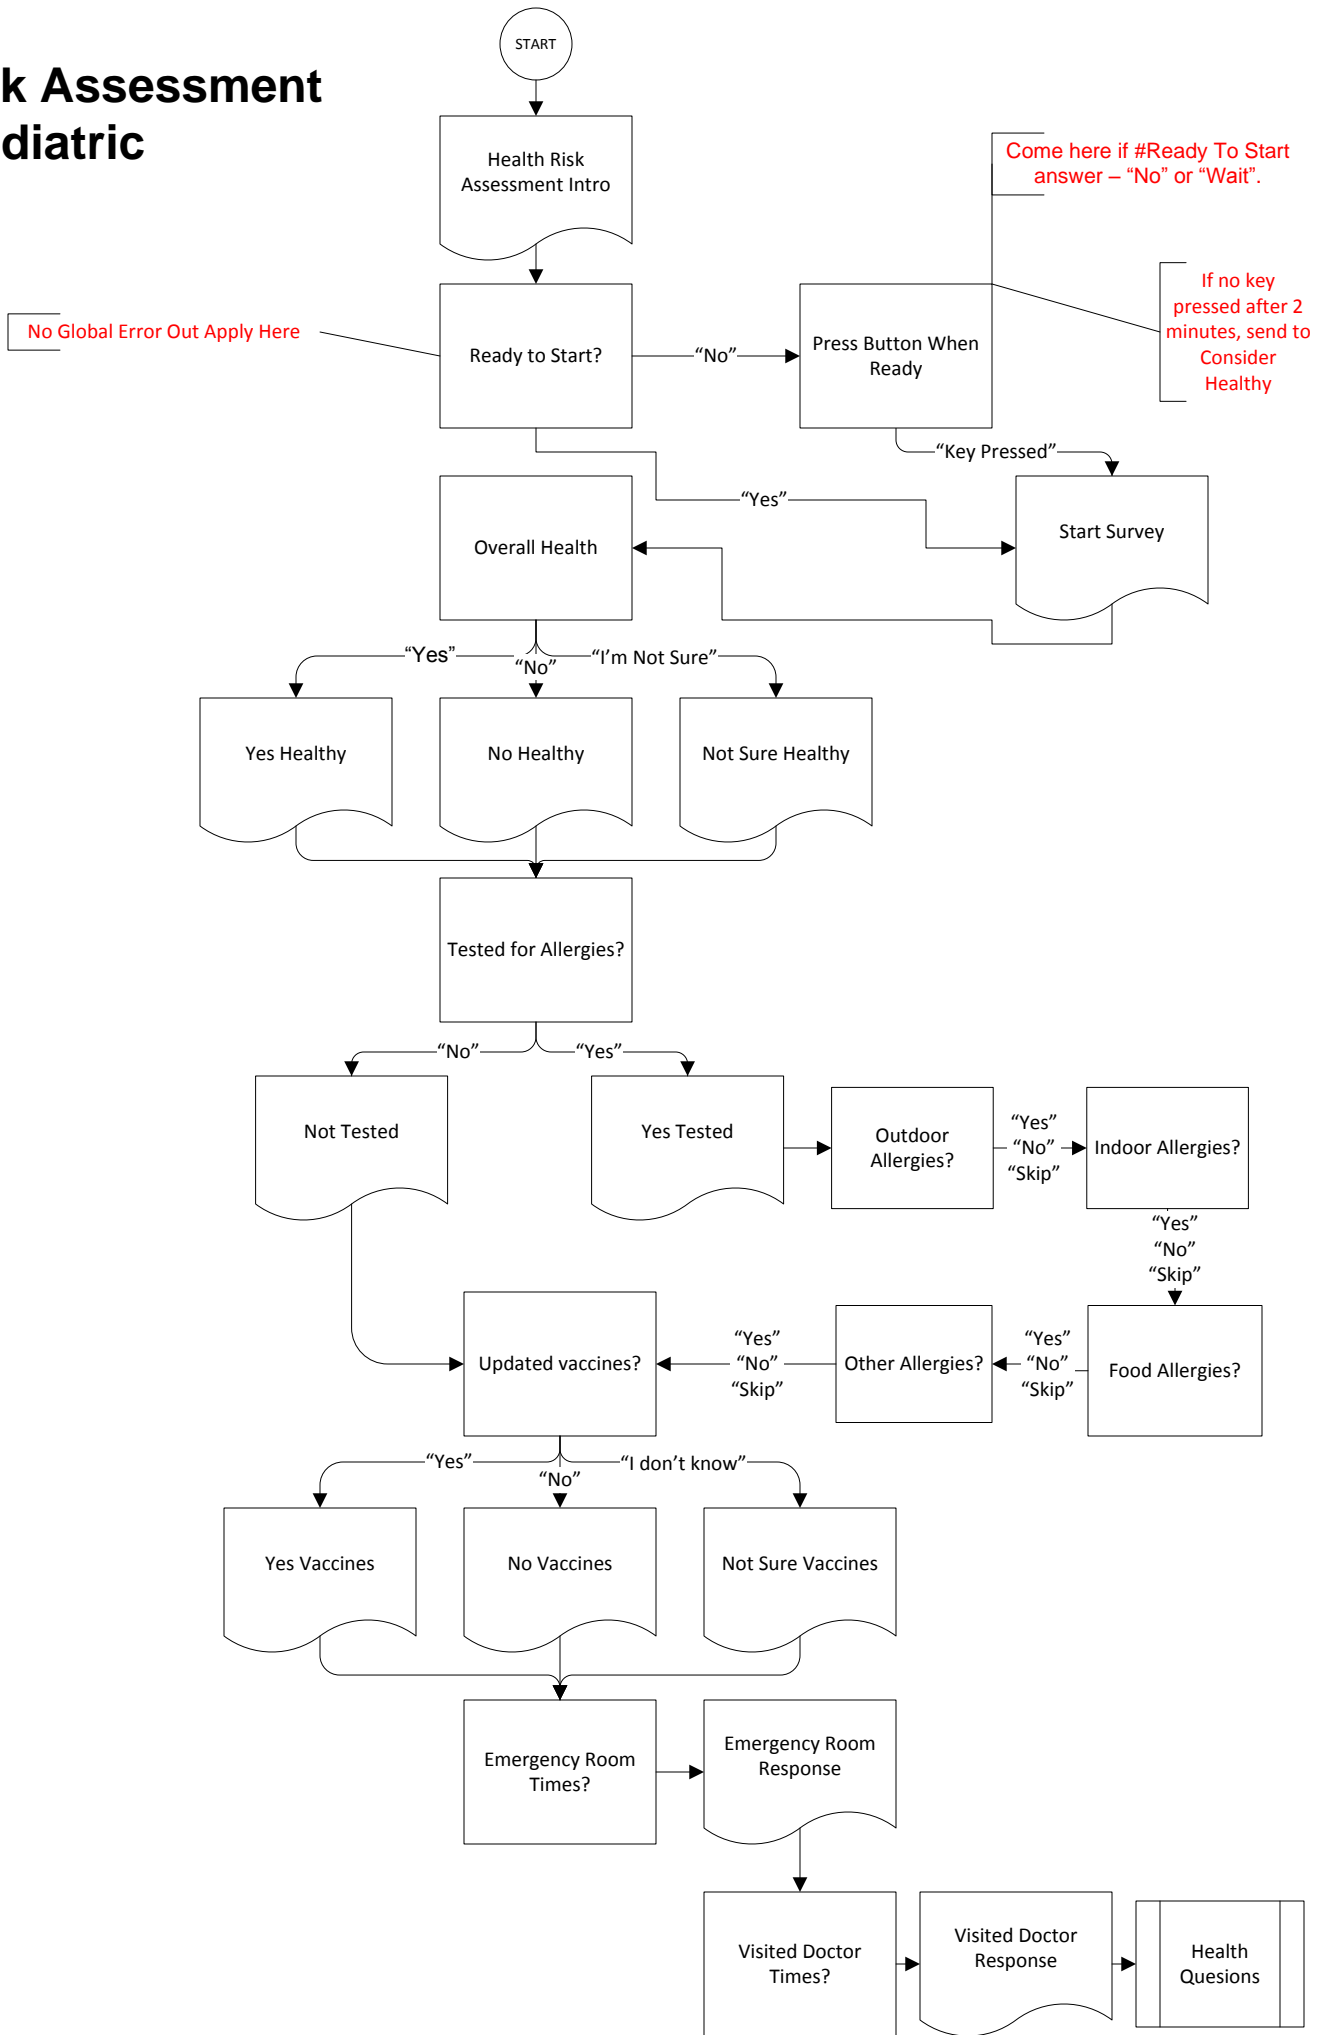 START
k Assessment
diatric
Health Risk
Assessment Intro
Come here if #Ready To Start
answer – “No” or “Wait”.
If no key
pressed after 2
minutes, send to
Consider
Healthy
No Global Error Out Apply Here
Ready to Start?
“No”
Press Button When
Ready
“Key Pressed”
“Yes”
Start Survey
Overall Health
“Yes”
“No”
“I’m Not Sure”
Yes Healthy
No Healthy
Not Sure Healthy
Tested for Allergies?
“No”
“Yes”
Not Tested
Yes Tested
Outdoor
Allergies?
“Yes”
“No”
“Skip”
Indoor Allergies?
“Yes”
“No”
“Skip”
Food Allergies?
“Yes”
“No”
“Skip”
Other Allergies?
“Yes”
“No”
“Skip”
Updated vaccines?
“Yes”
“No”
“I don’t know”
Yes Vaccines
No Vaccines
Not Sure Vaccines
Emergency Room
Times?
Emergency Room
Response
Visited Doctor
Times?
Visited Doctor
Response
Health
Quesions